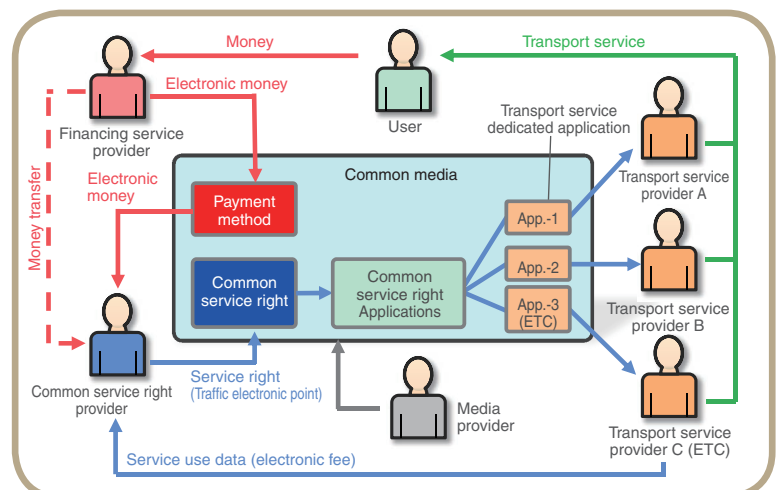 Money
Transport service
Electronic money
User
Transport service
dedicated application
Financing service
provider
Common media
Electronic
money
Money transfer
Payment
method
App.-1
Transport service
provider A
App.-2
Common
service right
Common
service right
Applications
App.-3
(ETC)
Transport service
provider B
Common service right
provider
Service right
(Traffic electronic point)
Media
provider
Transport service
provider C (ETC)
Service use data (electronic fee)